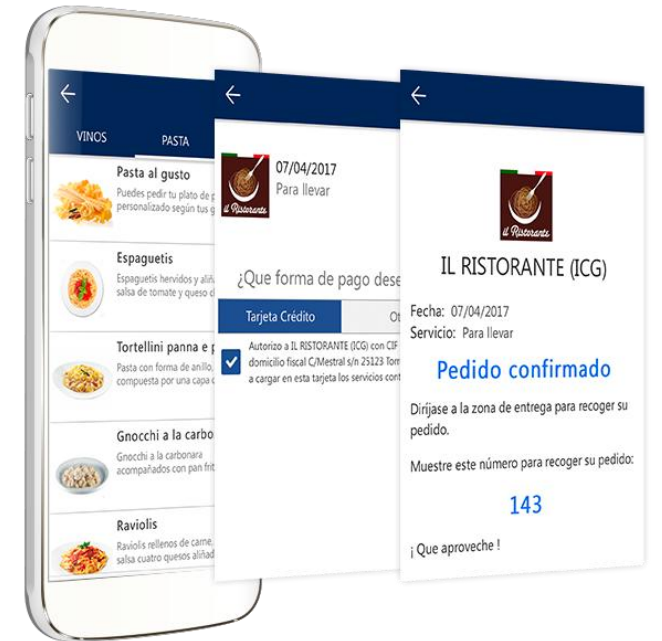 VINOS
PASTA
Pasta al gusto
Puedes pedir tu plato de
personalizado según tus
Espaguetis
Espaguetis hervidos y
salsa de tomate y queso
Tortellini panna e
Pasta con forma de anillo,
compuesta por una capa
Gnocchi a la
Gnocchi a la carbonara
acompañados con pan
Raviolis
Raviolis rellenos de carne,
salsa cuatro quesos
il Ristorante
07/04/2017
Para llevar
¿Que forma de pago
Tarjeta Crédito
Autorizo a IL RISTORANTE (ICG) con CIF
domicilio fiscal C/Mestral s/n 25123
a cargar en esta tarjeta los servicios
il Ristorante
IL RISTORANTE (ICG)
Fecha: 07/04/2017
Servicio: Para llevar
Pedido confirmado
Diríjase a la zona de entrega para recoger su
pedido.
Muestre este número para recoger su pedido:
143
¡ Que aproveche !